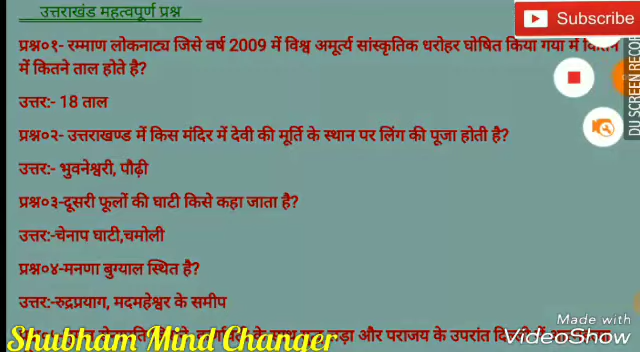 उत्तराखंड महत्वपूर्ण प्रश्न
Subscribe
प्रश्न०१- रम्माण लोकनाट्य जिसे वर्ष 2009 में विश्व अमूर्त्य सांस्कृतिक धरोहर घोषित किया गया में
में कितने ताल होते है?
उत्तर:- 18 ताल
प्रश्न०२- उत्तराखण्ड में किस मंदिर में देवी की मूर्ति के स्थान पर लिंग की पूजा होती है?
उत्तर:- भुवनेश्वरी, पौढ़ी
प्रश्न०३-दूसरी फूलों की घाटी किसे कहा जाता है?
उत्तर:-चेनाप घाटी,चमोली
प्रश्न०४-मनणा बुग्याल स्थित है?
उत्तर:-रुद्रप्रयाग, मदमहेश्वर के समीप
और पराजय के उपरांत
Shubham Mind Changer
Made with
VideoShow
DU SCREEN RECO